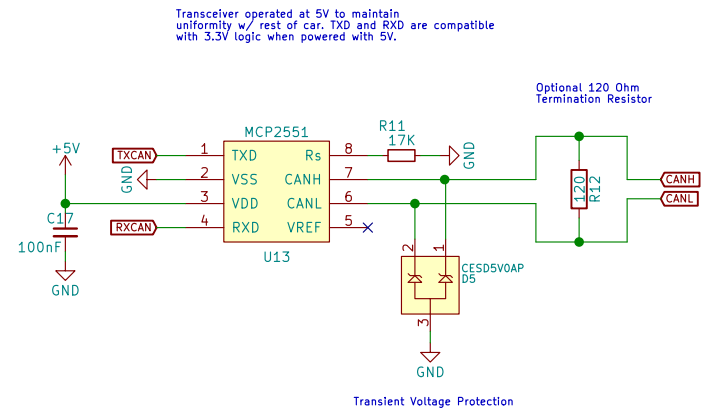 Transceiver operated at 5V to maintain
uniformity w/ rest of car. TXD and RXD are compatible
with 3.3V logic when powered with 5V.
Optional 120 Ohm
Termination Resistor
MCP2551
R11
17K
+5V
TXCAN
1
TXD
Rs
8
GND
GND
2
VSS
CANH
7
CANH
3
VDD
CANL
6
120
R12
CANL
C17
100nF
RXCAN
4
RXD
VREF
5
U13
2
1
CESD5V0AP
D5
GND
3
GND
Transient Voltage Protection